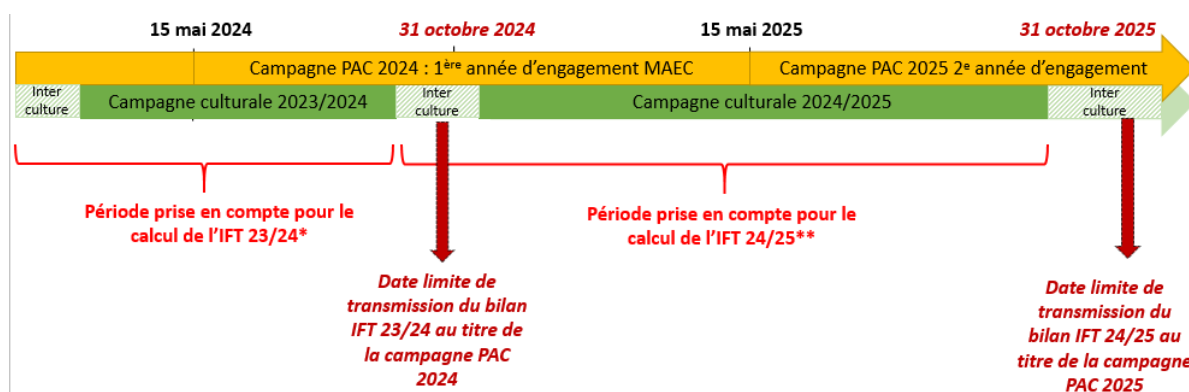 15 mai 2024
31 octobre 2024
15 mai 2025
31 octobre 2025
Campagne PAC 2024 : 1ère année d’engagement MAEC
Campagne PAC 2025 2e année d’engagement
Inter
culture
Campagne culturale 2023/2024
Inter
culture
Campagne culturale 2024/2025
Inter
culture
Période prise en compte pour le
calcul de l’IFT 23/24*
Période prise en compte pour le
calcul de l’IFT 24/25**
Date limite de
transmission du bilan
IFT 23/24 au titre de
la campagne PAC
2024
Date limite de
transmission du
bilan IFT 24/25 au
titre de la campagne
PAC 2025